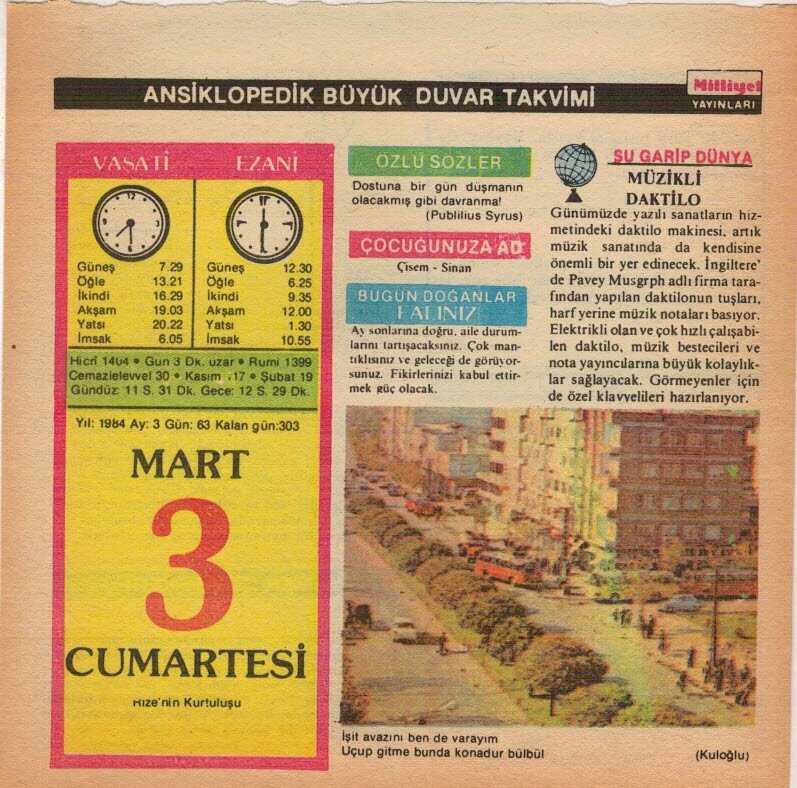 ANSİKLOPEDİK BÜYÜK DUVAR TAKVİMİ
Milliyet
YAYINLARI
VASATİ EZANİ
Güneş 7.29
Öğle 13.21
İkindi 16.29
Akşam 19.03
Yatsı 20.22
İmsak 6.05
Güneş 12.30
Öğle 6.25
İkindi 9.35
Akşam 12.00
Yatsı 1.30
İmsak 10.55
Hicrî 1404 • Gün 3 Dk. uzar • Rumi 1399
Cemazielevvel 30 • Kasım 117 • Şubat 19
Gündüz: 11 S. 31 Dk. Gece: 12 S. 29 Dk.
Yıl: 1984 Ay: 3 Gün: 63 Kalan gün:303
MART
3
CUMARTESİ
Rize'nin Kurtuluşu
ÖZLÜ SÖZLER
Dostuna bir gün düşmanın
olacakmış gibi davranma!
(Publilius Syrus)
ÇOCUĞUNUZA AD
Çisem - Sinan
BUGÜN DOĞANLAR
FALINIZ
Ay sonlarına doğru, aile durum-
larını tartışacaksınız. Çok man-
tıklısınız ve geleceği de görüyor-
sunuz. Fikirlerinizi kabul ettir-
mek güç olacak.
ŞU GARİP DÜNYA
MÜZİKLİ
DAKTİLO
Günümüzde yazılı sanatların hiz-
metindeki daktilo makinesi, artık
müzik sanatında da kendisine
önemli bir yer edinecek. İngiltere'
de Pavey Musgrph adlı firma tara-
fından yapılan daktilonun tuşları,
harf yerine müzik notaları basıyor.
Elektrikli olan ve çok hızlı çalışabi-
len daktilo, müzik bestecileri ve
nota yayıncılarına büyük kolaylık-
lar sağlayacak. Görmeyenler için
de özel klavyelileri hazırlanıyor.
İşit avazını ben de varayım
Uçup gitme bunda konadur bülbül
(Kuloğlu)